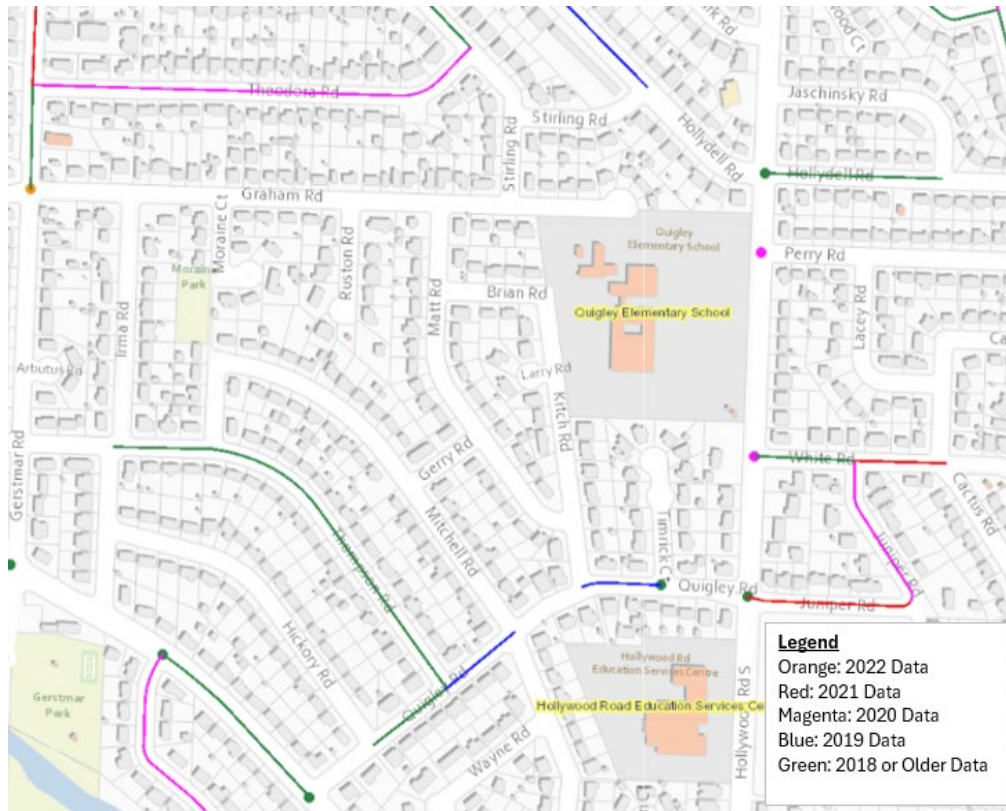 Theodora Rd
Stirling Rd
Stirling Rd
Hollydell Rd
Jaschinsky Rd
Hollydell Rd
Graham Rd
Moraine Ct
Ruston Rd
Matt Rd
Quigley
Elementary School
Perry Rd
Park
Brian Rd
Quigley Elementary School
Irma Rd
Lacey Rd
Arbutus Rd
Larry Rd
Kitch Rd
Gerstmar Rd
Gerry Rd
White Rd
Cactus Rd
Mitchell Rd
Thompson Rd
Timrick C
Juniper Rd
Quigley Rd
Juniper Rd
Hickory Rd
Hollywood Rd
Education Services Centre
Gerstmar
Park
Quigley Rd
Hollywood Road Education Services Ce
Wayne Rd
Hollywood Rd S
Legend
Orange: 2022 Data
Red: 2021 Data
Magenta: 2020 Data
Blue: 2019 Data
Green: 2018 or Older Data